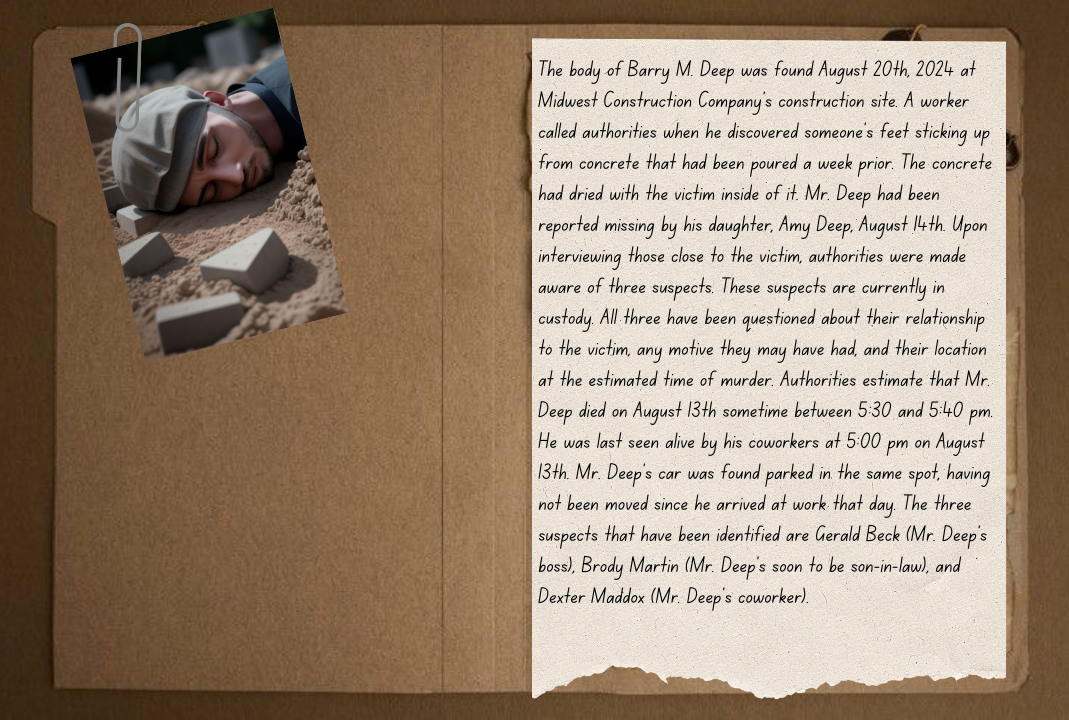 The body of Barry M. Deep was found August 20th, 2024 at
Midwest Construction Company's construction site. A worker
called authorities when he discovered someone's feet sticking up
from concrete that had been poured a week prior. The concrete
had dried with the victim inside of it. Mr. Deep had been
reported missing by his daughter, Amy Deep, August 14th. Upon
interviewing those close to the victim, authorities were made
aware of three suspects. These suspects are currently in
custody. All three have been questioned about their relationship
to the victim, any motive they may have had, and their location
at the estimated time of murder. Authorities estimate that Mr.
Deep died on August 13th sometime between 5:30 and 5:40 pm.
He was last seen alive by his coworkers at 5:00 pm on August
13th. Mr. Deep's car was found parked in the same spot, having
not been moved since he arrived at work that day. The three
suspects that have been identified are Gerald Beck (Mr. Deep's
boss), Brody Martin (Mr. Deep's soon to be son-in-law), and
Dexter Maddox (Mr. Deep's coworker).